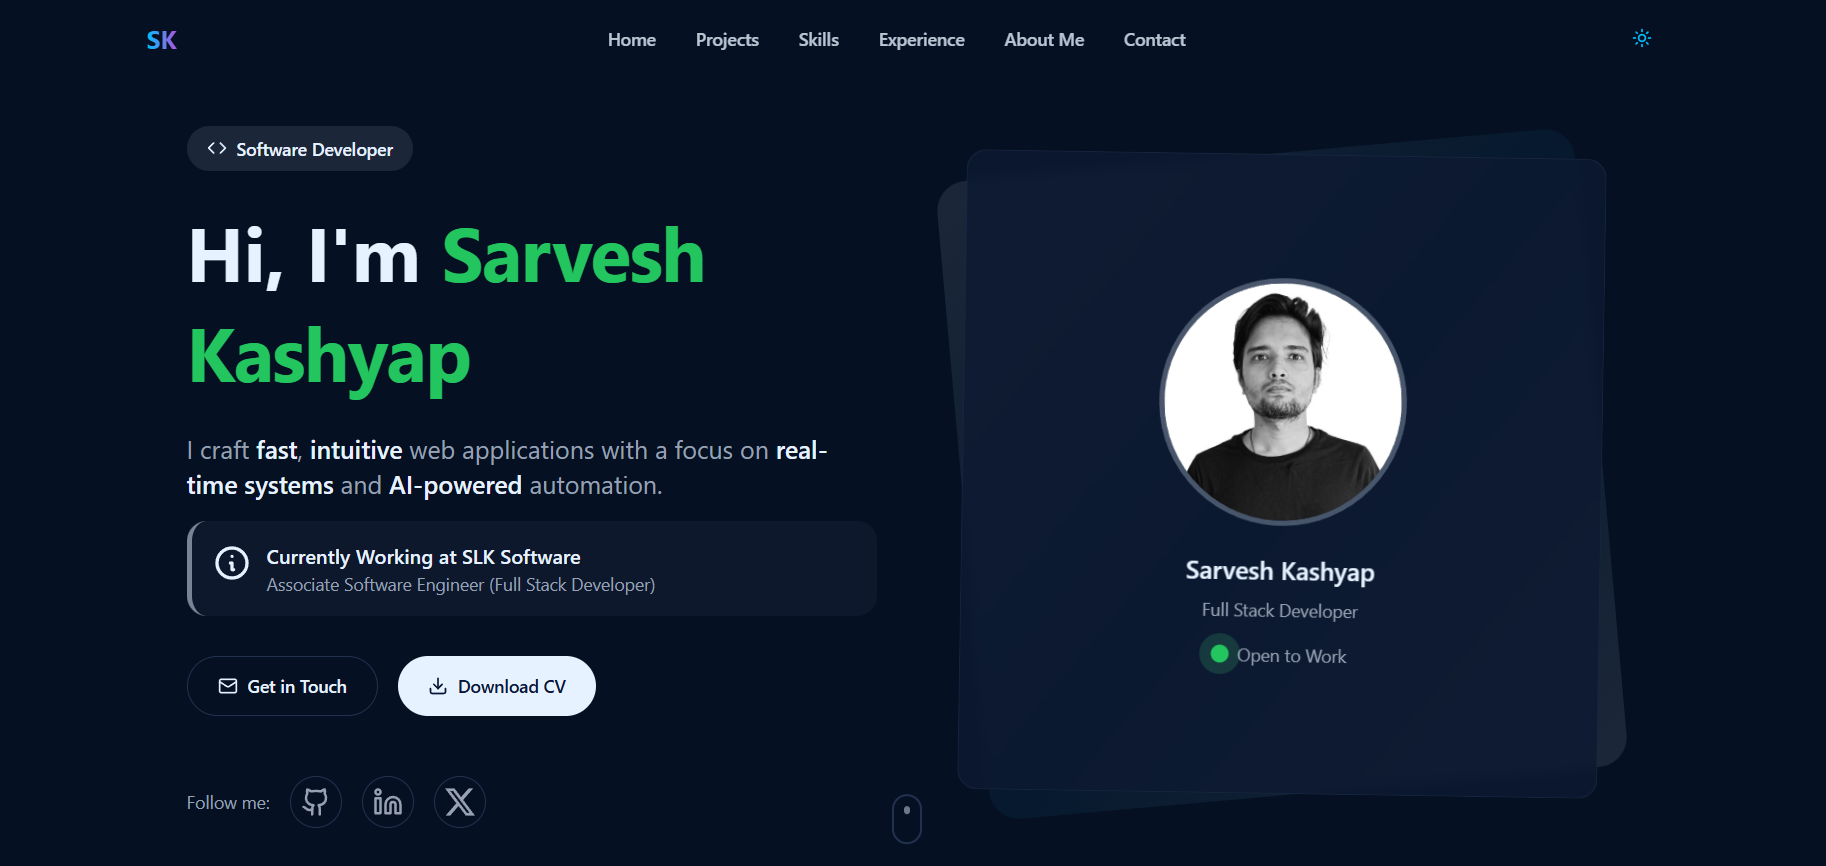 SK
Home
Projects
Skills
Experience
About Me
Contact
Software Developer
Hi, I'm Sarvesh
Kashyap
I craft fast, intuitive web applications with a focus on real-
time systems and AI-powered automation.
Currently Working at SLK Software
Associate Software Engineer (Full Stack Developer)
Get in Touch
Download CV
Follow me:
Sarvesh Kashyap
Full Stack Developer
Open to Work